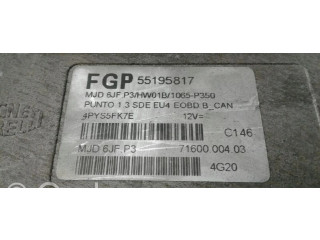 FGP 55195817
MJD 6JF.P3/HW01B/1065-P350
PUNTO 1.3 SDE EU4 EOBD B_CAN
4PYS5FK7E 12V=
C146
MJD 6JF.P3 71600.004.03
4G20